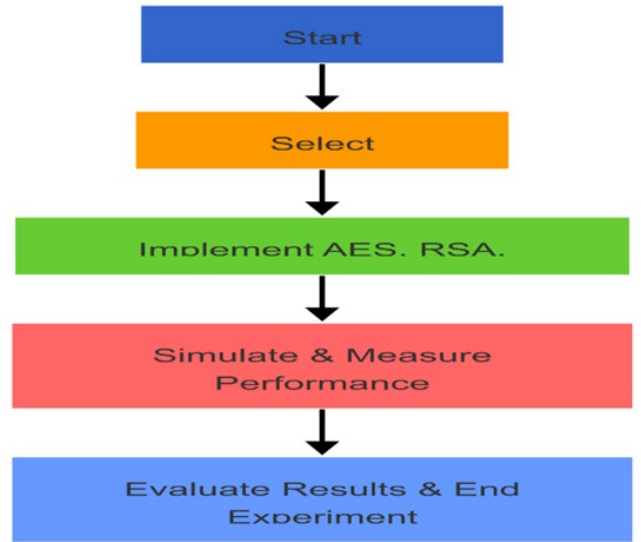 Start
Select
Implement AES, RSA,
Simulate & Measure
Performance
Evaluate Results & End
Experiment